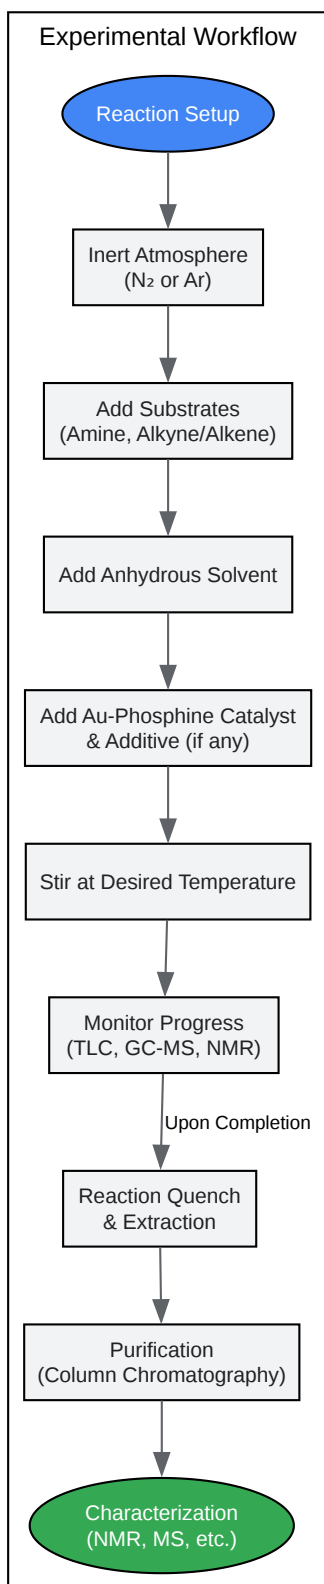 Experimental Workflow
Reaction Setup
Inert Atmosphere
(N₂ or Ar)
Add Substrates
(Amine, Alkyne/Alkene)
Add Anhydrous Solvent
Add Au-Phosphine Catalyst
& Additive (if any)
Stir at Desired Temperature
Monitor Progress
(TLC, GC-MS, NMR)
Upon Completion
Reaction Quench
& Extraction
Purification
(Column Chromatography)
Characterization
(NMR, MS, etc.)